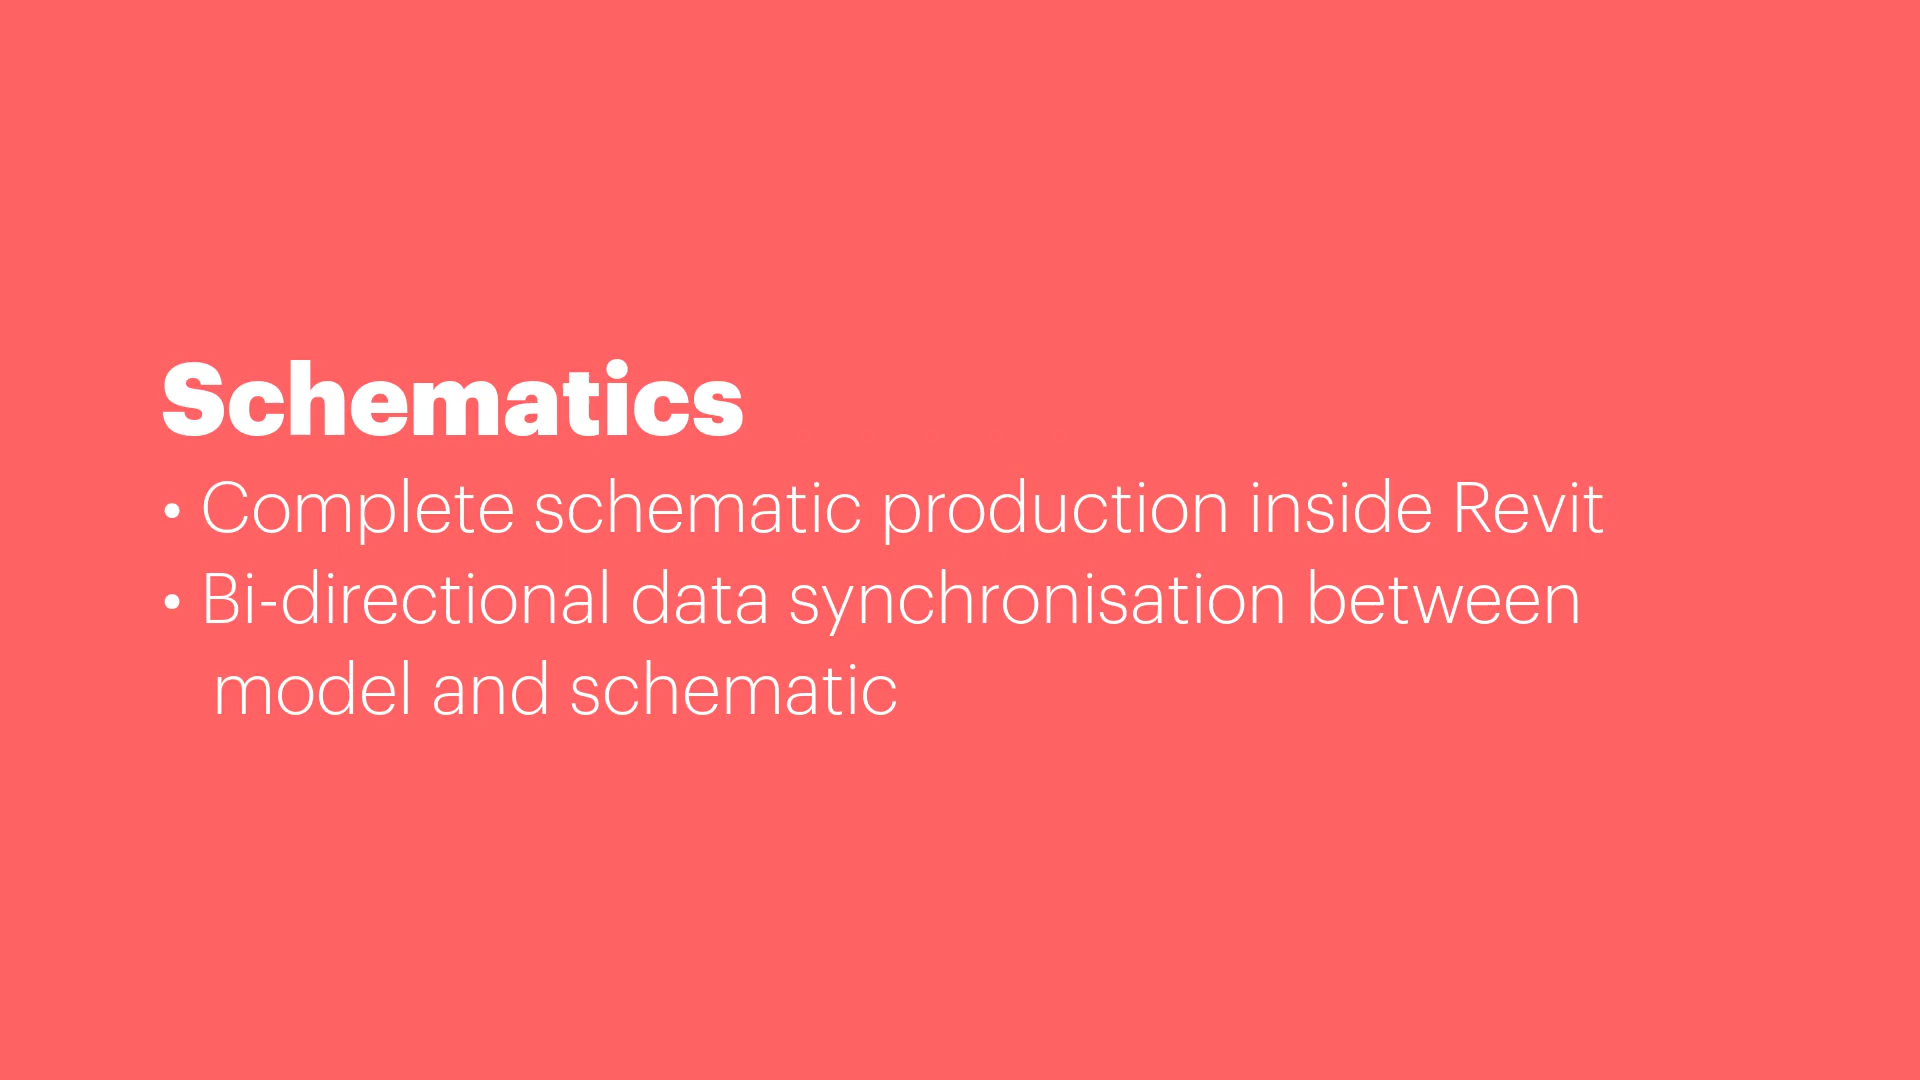 Schematics
• Complete schematic production inside Revit
• Bi-directional data synchronisation between
model and schematic